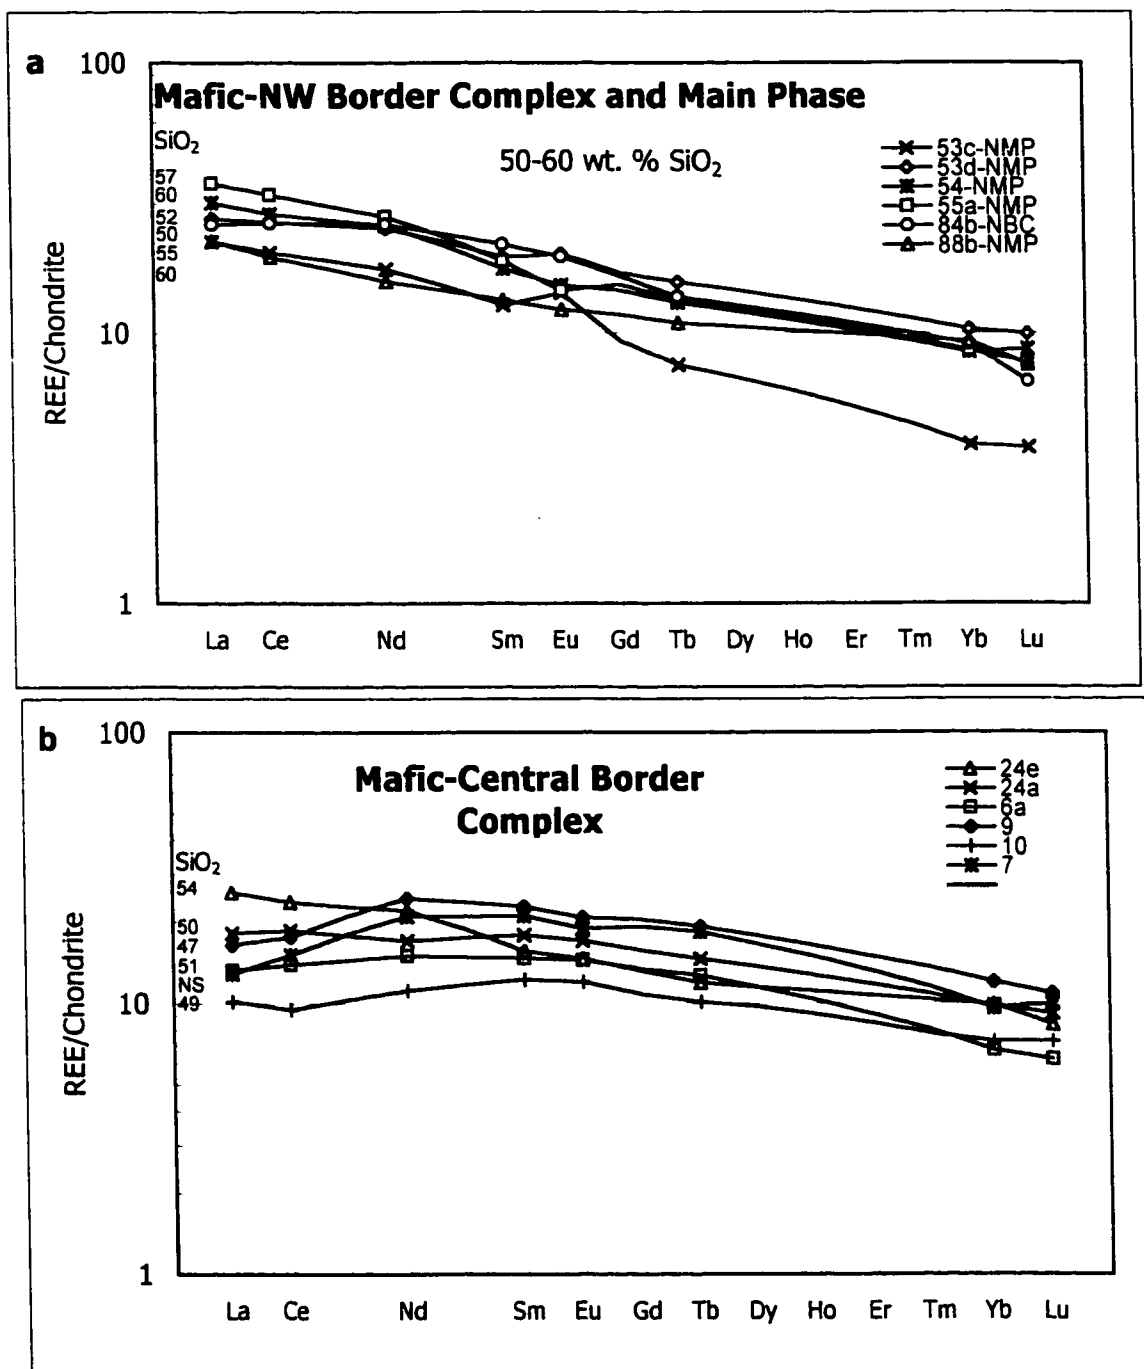 a
100
Mafic-NW Border Complex and Main Phase
SiO2
50-60 wt. % SiO2
53c-NMP
53d-NMP
54-NMP
55a-NMP
84b-NBC
88b-NMP
57
60
52
50
55
60
REE/Chondrite
10
1
La Ce Nd Sm Eu Gd Tb Dy Ho Er Tm Yb Lu
b
100
Mafic-Central Border
Complex
24e
24a
6a
9
10
7
SiO2
54
50
47
51
NS
49
REE/Chondrite
10
1
La Ce Nd Sm Eu Gd Tb Dy Ho Er Tm Yb Lu